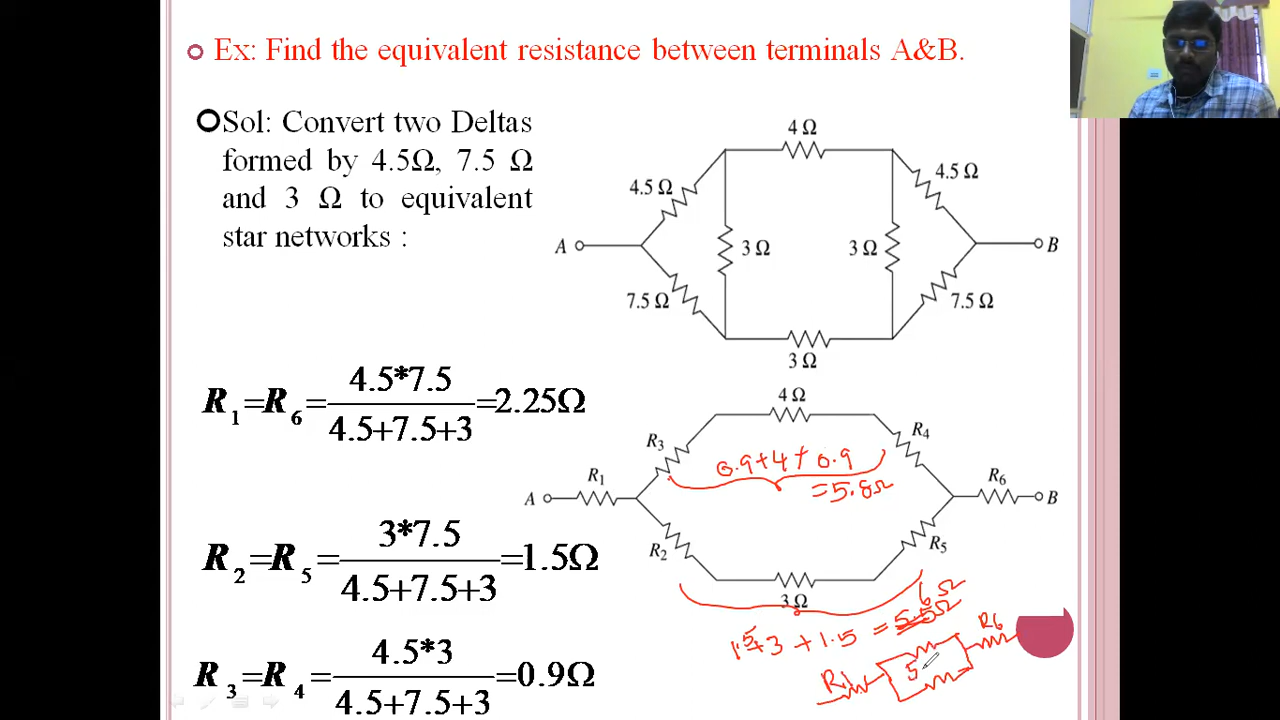 Ex: Find the equivalent resistance between terminals A&B.
Sol: Convert two Deltas
formed by 4.5Ω, 7.5 Ω
and 3 Ω to equivalent
star networks :
4 Ω
4.5 Ω
4.5 Ω
A
3 Ω
3 Ω
B
7.5 Ω
7.5 Ω
3 Ω
R1=R6= 4.5*7.5 / 4.5+7.5+3 =2.25Ω
R2=R5= 3*7.5 / 4.5+7.5+3 =1.5Ω
R3=R4= 4.5*3 / 4.5+7.5+3 =0.9Ω
4 Ω
R3
R4
0.9+4+0.9
=5.8Ω
R1
R6
A
B
R2
R5
3 Ω
6Ω
1.5+3+1.5 = 5.5Ω
R6
R1
5